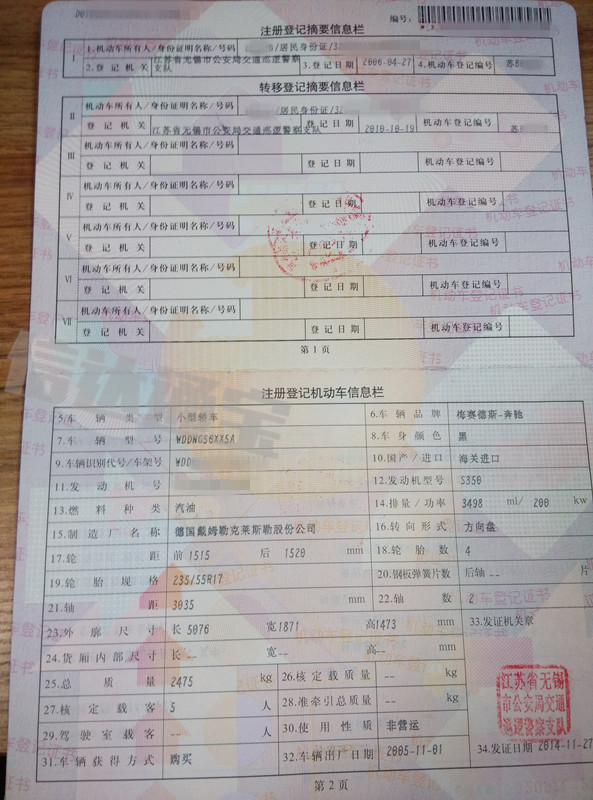 编号:
注册登记摘要信息栏
I 1.机动车所有人/身份证明名称/号码 /居民身份证/3
2.登记机关 江苏省无锡市公安局交通巡逻警察支队 3.登记日期 2006-04-27 4.机动车登记编号 苏B
转移登记摘要信息栏
II 机动车所有人/身份证明名称/号码 /居民身份证/3
登记机关 江苏省无锡市公安局交通巡逻警察支队 登记日期 2010-10-19 机动车登记编号 苏
III 机动车所有人/身份证明名称/号码
登记机关 登记日期 机动车登记编号
IV 机动车所有人/身份证明名称/号码
登记机关 登记日期 机动车登记编号
V 机动车所有人/身份证明名称/号码
登记机关 登记日期 机动车登记编号
VI 机动车所有人/身份证明名称/号码
登记机关 登记日期 机动车登记编号
VII 机动车所有人/身份证明名称/号码
登记机关 登记日期 机动车登记编号
第1页
注册登记机动车信息栏
5.车辆类型 小型轿车 6.车辆品牌 梅赛德斯-奔驰
7.车辆型号 WDDNG56XX5A 8.车身颜色 黑
9.车辆识别代号/车架号 WDD 10.国产/进口 海关进口
11.发动机号 12.发动机型号 S350
13.燃料种类 汽油 14.排量/功率 3498 ml/ 200 kw
15.制造厂名称 德国戴姆勒克莱斯勒股份公司 16.转向形式 方向盘
17.轮距 前 1515 后 1520 mm 18.轮胎数 4
19.轮胎规格 235/55R17 20.钢板弹簧片数 后轴 -- 片
21.轴距 3035 mm 22.轴数 2
23.外廓尺寸 长 5076 宽 1871 高 1473 mm 33.发证机关章
24.货厢内部尺寸 长 -- 宽 -- 高 -- mm
25.总质量 2475 kg 26.核定载质量 -- kg
27.核定载客 5 人 28.准牵引总质量 -- kg
29.驾驶室载客 -- 人 30.使用性质 非营运
江苏省无锡
市公安局交通
巡逻警察支队
31.车辆获得方式 购买 32.车辆出厂日期 2005-11-01 34.发证日期 2014-11-27
第2页